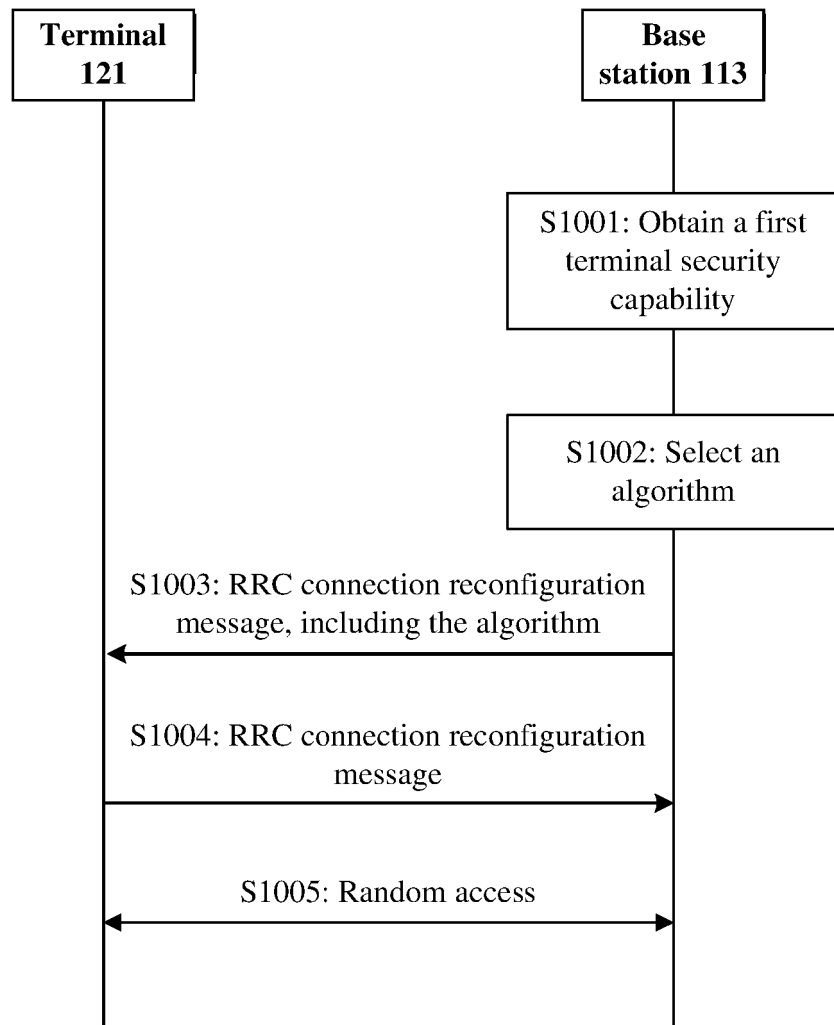 Terminal
121
Base
station 113
S1001: Obtain a first
terminal security
capability
S1002: Select an
algorithm
S1003: RRC connection reconfiguration
message, including the algorithm
S1004: RRC connection reconfiguration
message
S1005: Random access